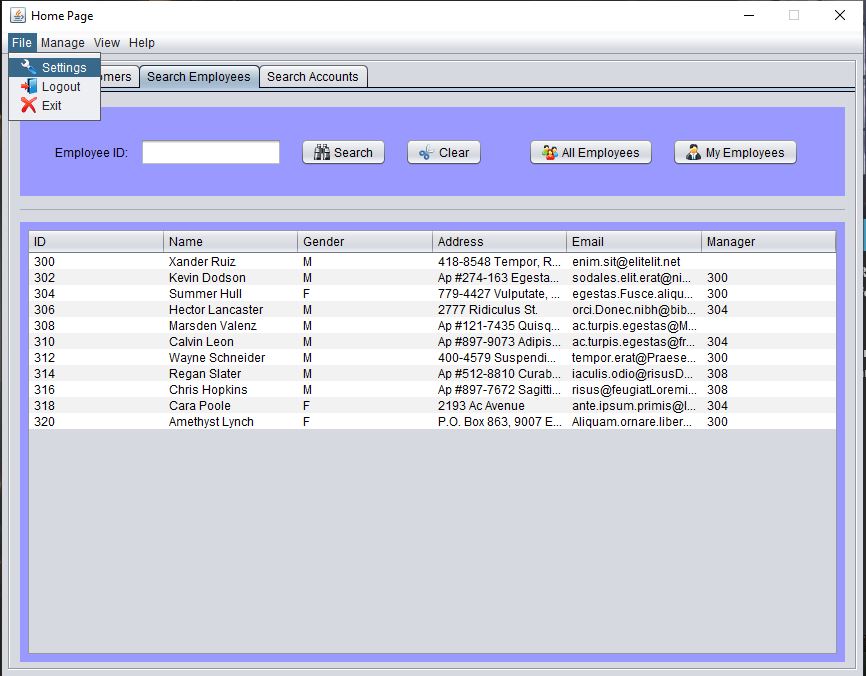 Home Page
File Manage View Help
Settings
Logout
Exit
Search Employees Search Accounts
Employee ID: Search Clear All Employees My Employees
ID Name Gender Address Email Manager
300 Xander Ruiz M 418-8548 Tempor, R... enim.sit@elitelit.net
302 Kevin Dodson M Ap #274-163 Egesta... sodales.elit.erat@ni... 300
304 Summer Hull F 779-4427 Vulputate, ... egestas.Fusce.aliqu... 300
306 Hector Lancaster M 2777 Ridiculus St. orci.Donec.nibh@bib... 304
308 Marsden Valenz M Ap #121-7435 Quisq... ac.turpis.egestas@M...
310 Calvin Leon M Ap #897-9073 Adipis... ac.turpis.egestas@fr... 304
312 Wayne Schneider M 400-4579 Suspendi... tempor.erat@Praese... 300
314 Regan Slater M Ap #512-8810 Curab... iaculis.odio@risusD... 308
316 Chris Hopkins M Ap #897-7672 Sagitti... risus@feugiatLoremi... 308
318 Cara Poole F 2193 Ac Avenue ante.ipsum.primis@l... 304
320 Amethyst Lynch F P.O. Box 863, 9007 E... Aliquam.ornare.liber... 300